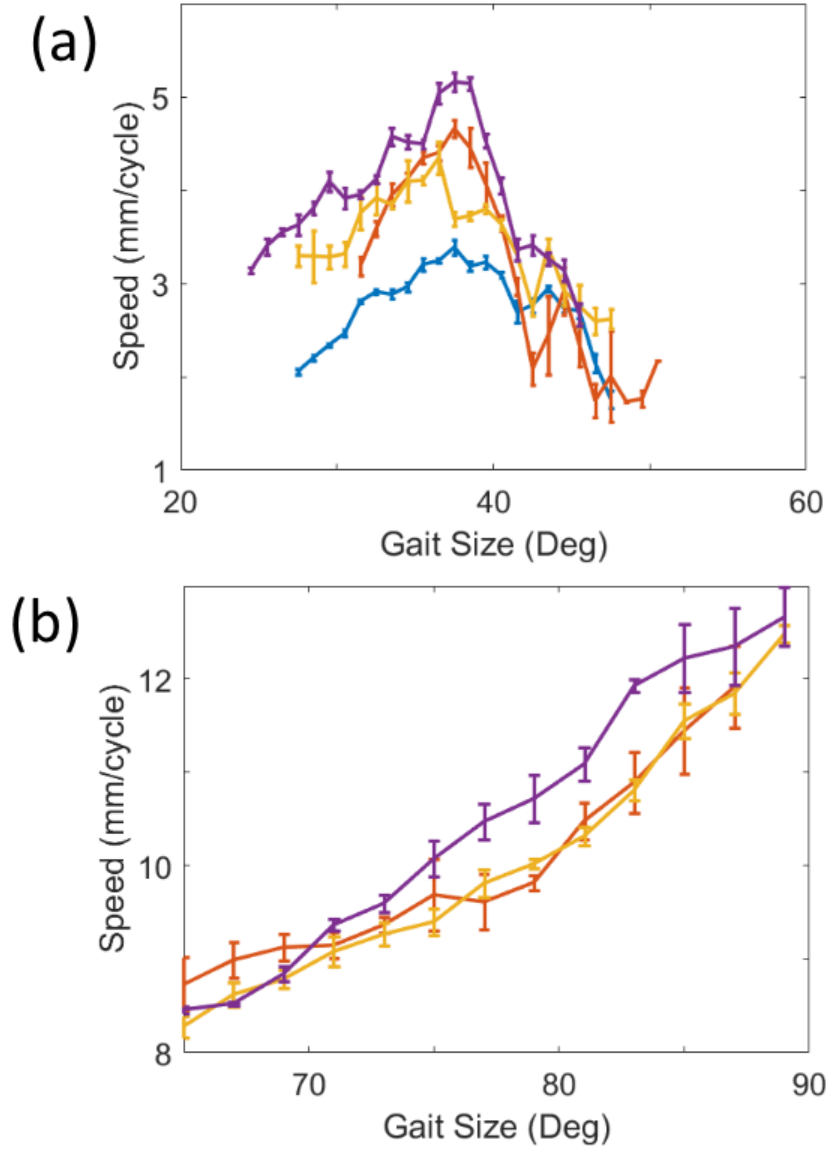 (a)
Speed (mm/cycle)
5
3
1
20 40 60
Gait Size (Deg)
(b)
Speed (mm/cycle)
12
10
8
70 80 90
Gait Size (Deg)